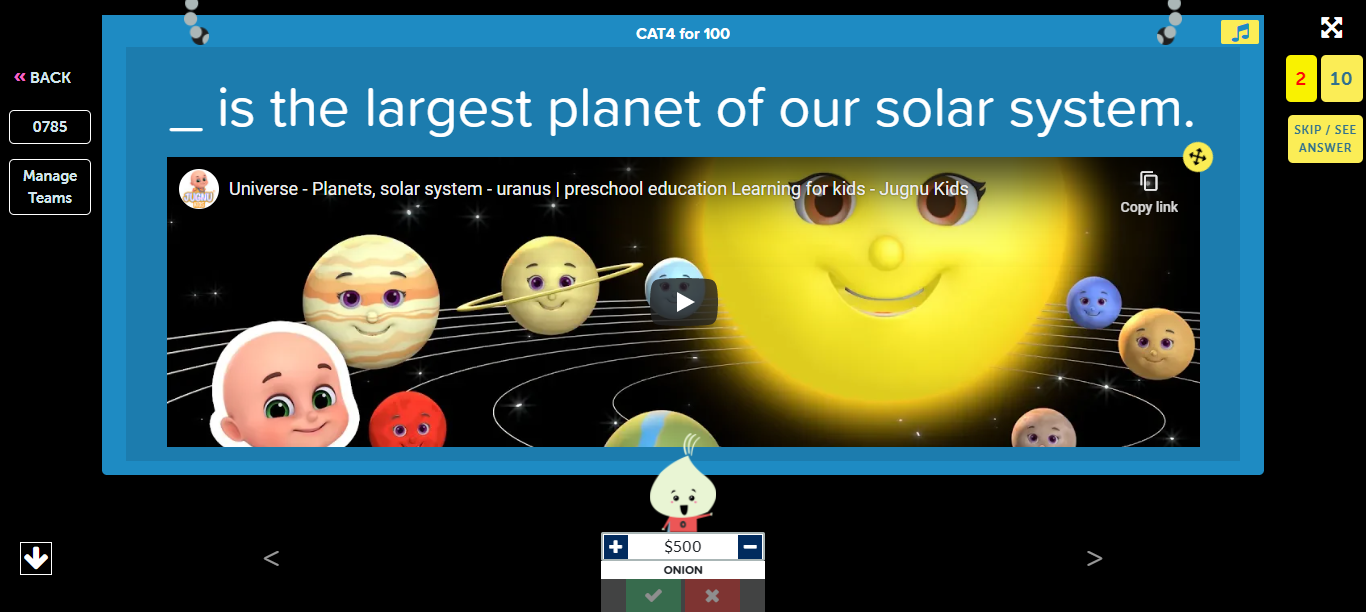 CAT4 for 100
« BACK
0785
Manage
Teams
2 10
SKIP / SEE
ANSWER
_ is the largest planet of our solar system.
JUGNU
Universe - Planets, solar system - uranus | preschool education Learning for kids - Jugnu Kids
Copy link
< >
$500
ONION